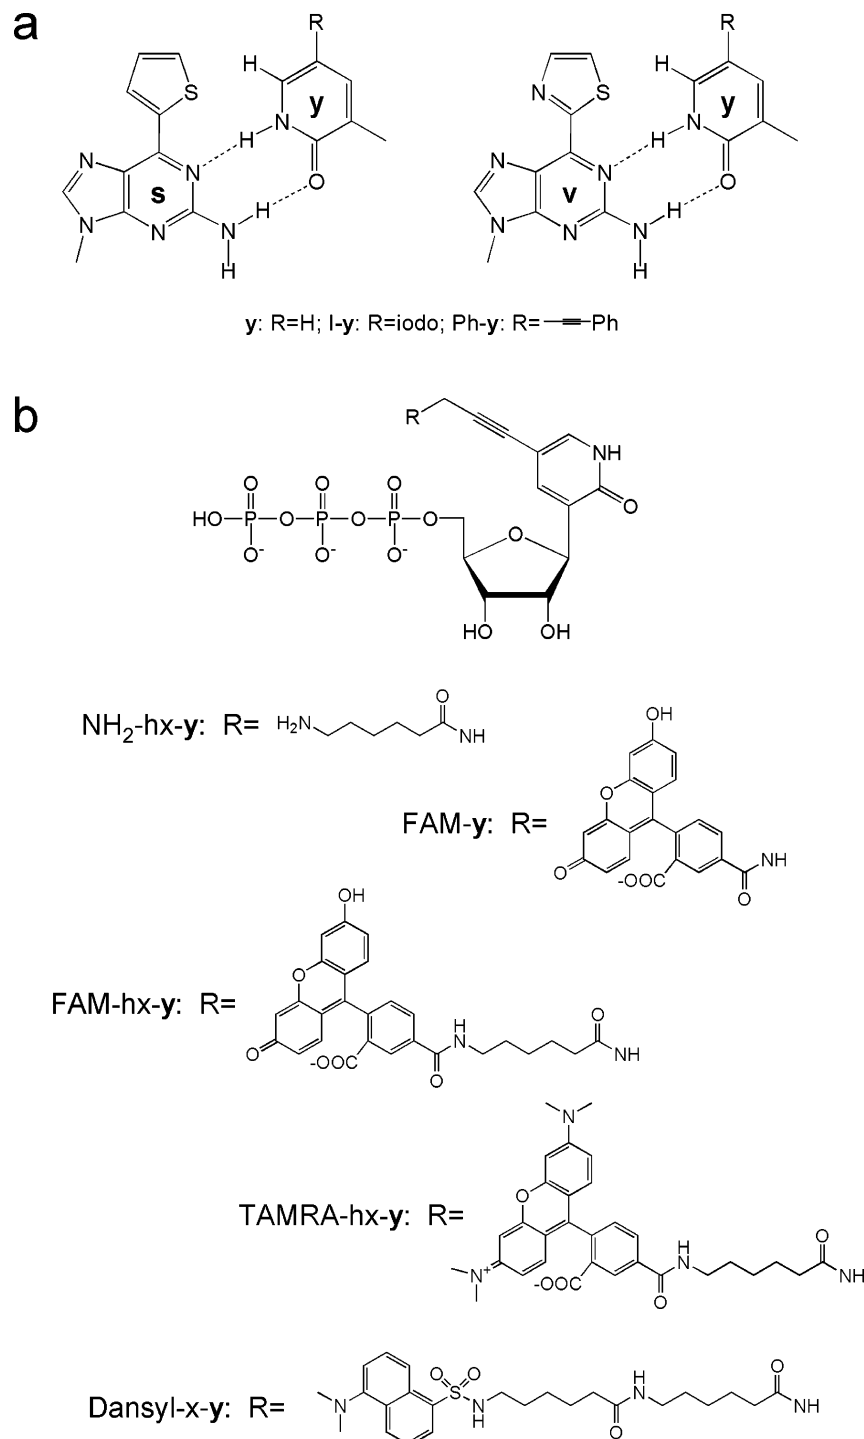 a
R
H
y
S
N
H
N
N
s
N
O
N
N
H
N
H
R
H
y
N
S
N
H
N
N
v
N
O
N
N
H
N
H
y: R=H; I-y: R=iodo; Ph-y: R= Ph
b
R
NH
O
O O O
HO P O P O P O
O
O- O- O-
HO OH
NH2-hx-y: R= H2N O NH
OH
O
FAM-y: R=
O
-OOC
O
NH
OH
O
FAM-hx-y: R=
O
-OOC
O
H
N
O
NH
N
O
TAMRA-hx-y: R=
N+
-OOC
O
H
N
O
NH
Dansyl-x-y: R=
N
O O
S
N
H
O
H
N
O
NH